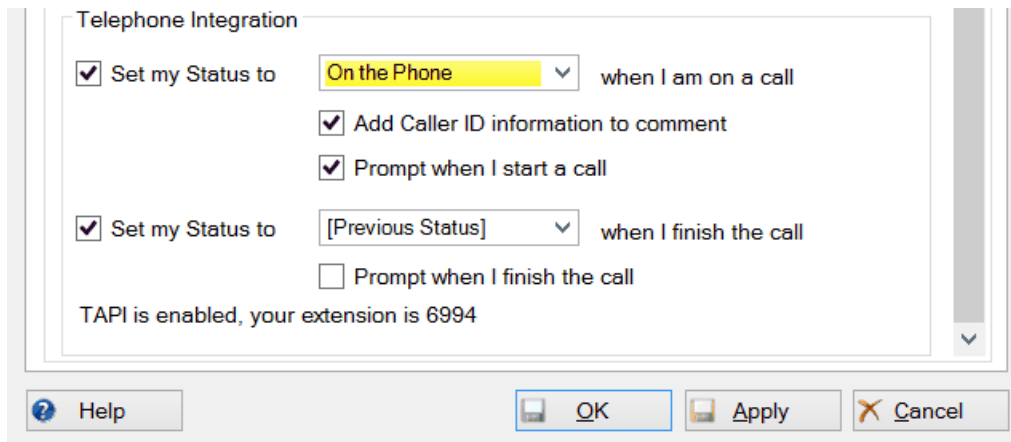 Telephone Integration
Set my Status to On the Phone when I am on a call
Add Caller ID information to comment
Prompt when I start a call
Set my Status to [Previous Status] when I finish the call
Prompt when I finish the call
TAPI is enabled, your extension is 6994
Help OK Apply Cancel